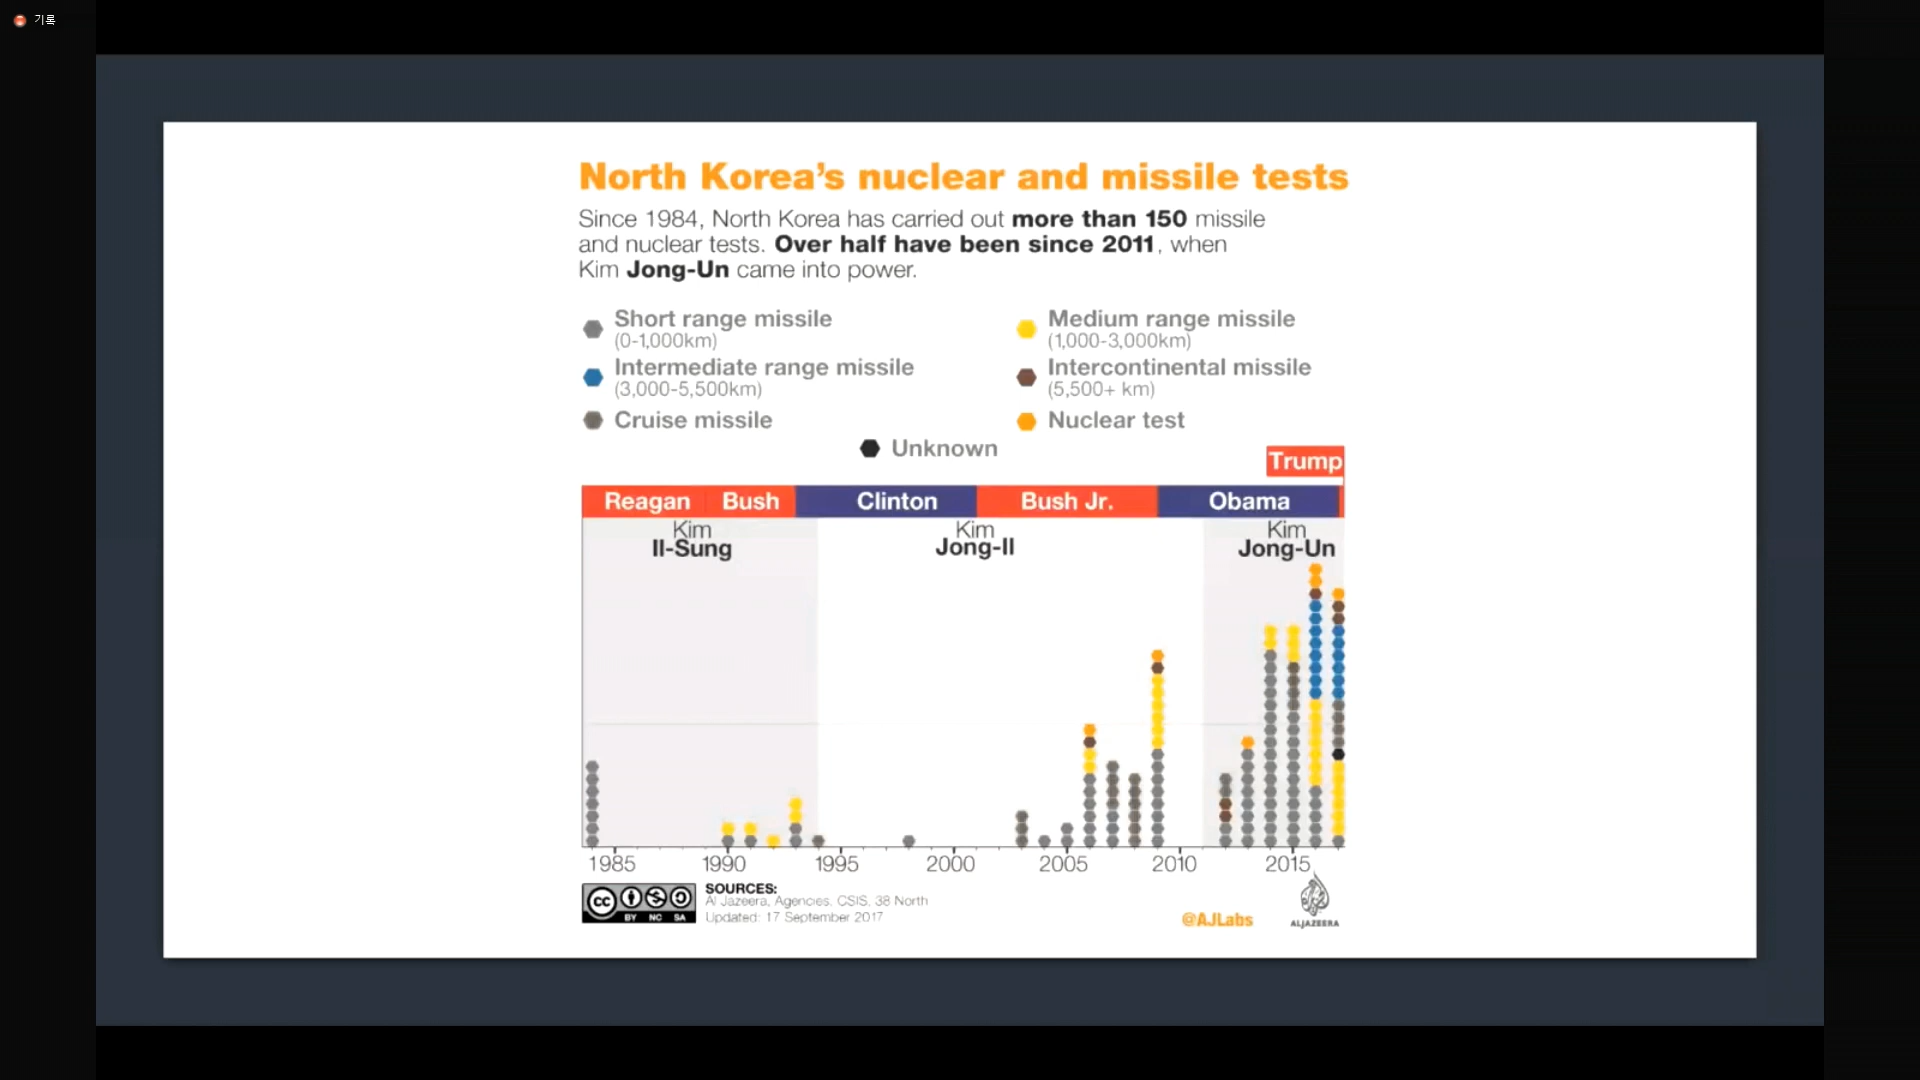 기록
North Korea's nuclear and missile tests
Since 1984, North Korea has carried out more than 150 missile
and nuclear tests. Over half have been since 2011, when
Kim Jong-Un came into power.
Short range missile
(0-1,000km)
Medium range missile
(1,000-3,000km)
Intermediate range missile
(3,000-5,500km)
Intercontinental missile
(5,500+ km)
Cruise missile
Nuclear test
Unknown
Trump
Reagan Bush Clinton Bush Jr. Obama
Kim
Il-Sung
Kim
Jong-Il
Kim
Jong-Un
1985 1990 1995 2000 2005 2010 2015
cc BY NC SA
SOURCES:
Al Jazeera, Agencies, CSIS, 38 North
Updated: 17 September 2017
@AJLabs
ALJAZEERA